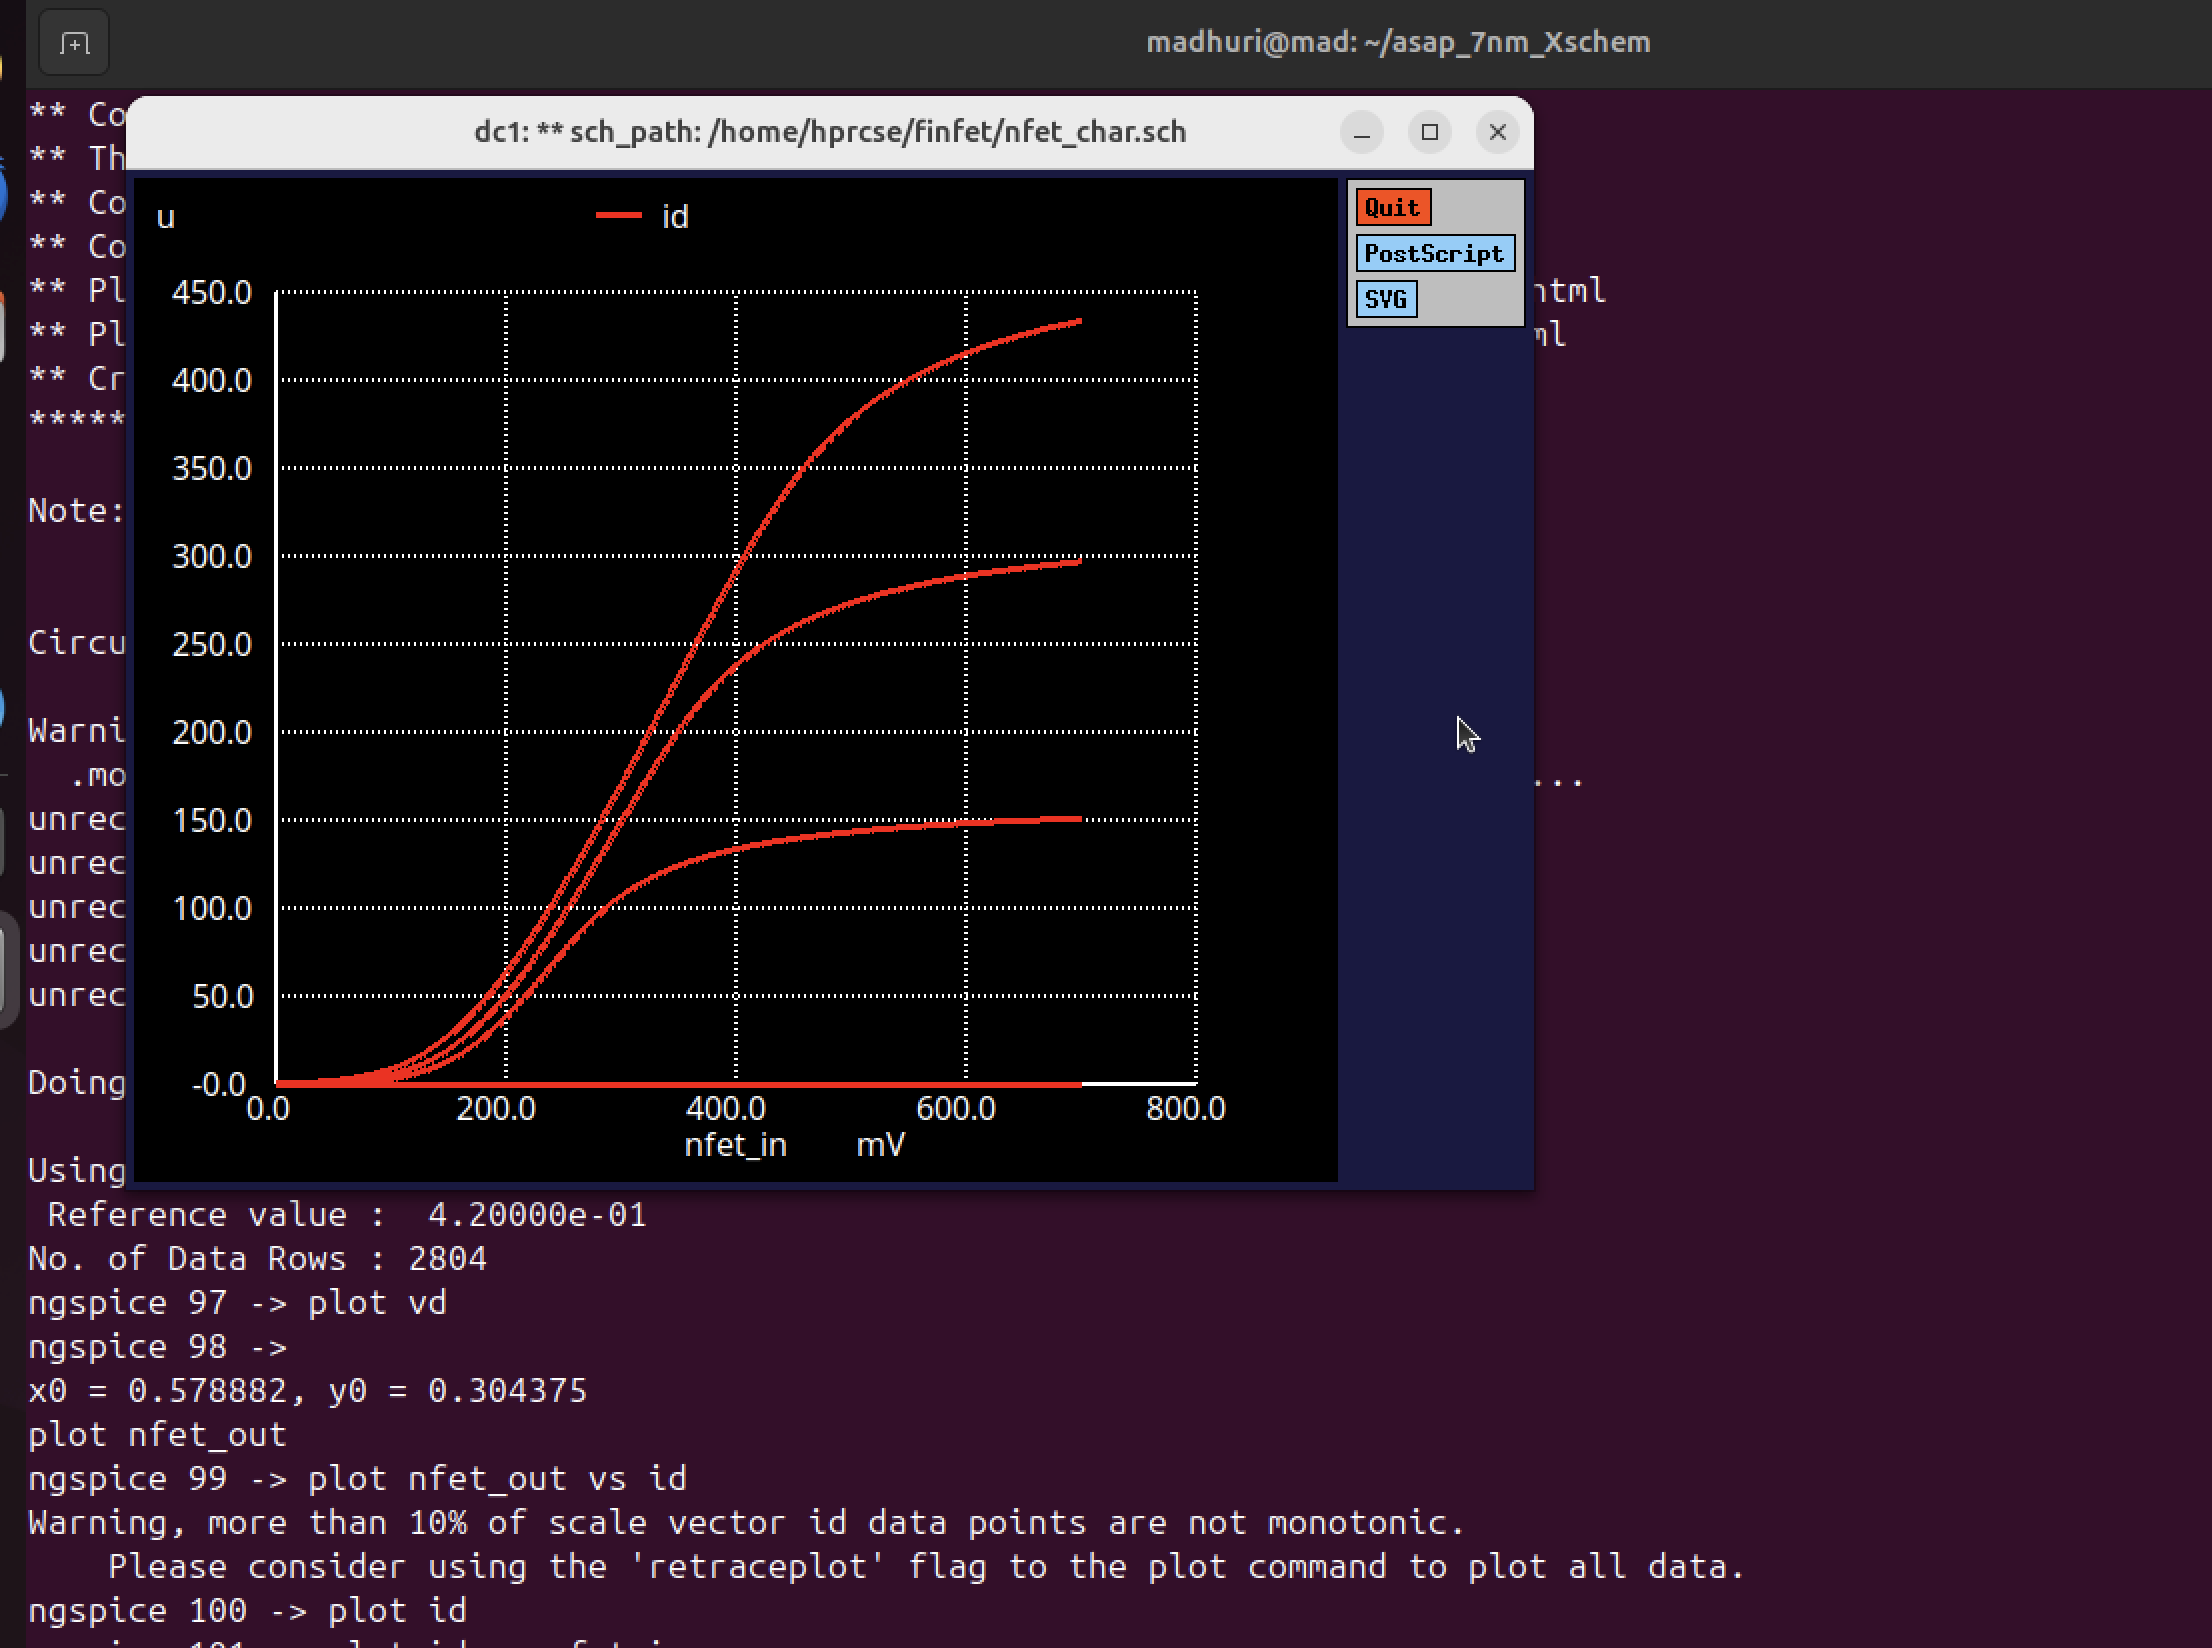 madhuri@mad: ~/asap_7nm_Xschem
** Co
dc1: ** sch_path: /home/hprcse/finfet/nfet_char.sch
** Th
** Co
u
id
Quit
** Co
PostScript
** Pl
450.0
SVG
html
** Pl
ml
** Cr
400.0
*****
350.0
Note:
300.0
Circu
250.0
Warni
200.0
.mo
...
unrec
150.0
unrec
unrec
100.0
unrec
unrec
50.0
Doing
-0.0
0.0
200.0
400.0
600.0
800.0
nfet_in
mV
Using
Reference value :  4.20000e-01
No. of Data Rows : 2804
ngspice 97 -> plot vd
ngspice 98 ->
x0 = 0.578882, y0 = 0.304375
plot nfet_out
ngspice 99 -> plot nfet_out vs id
Warning, more than 10% of scale vector id data points are not monotonic.
Please consider using the 'retraceplot' flag to the plot command to plot all data.
ngspice 100 -> plot id